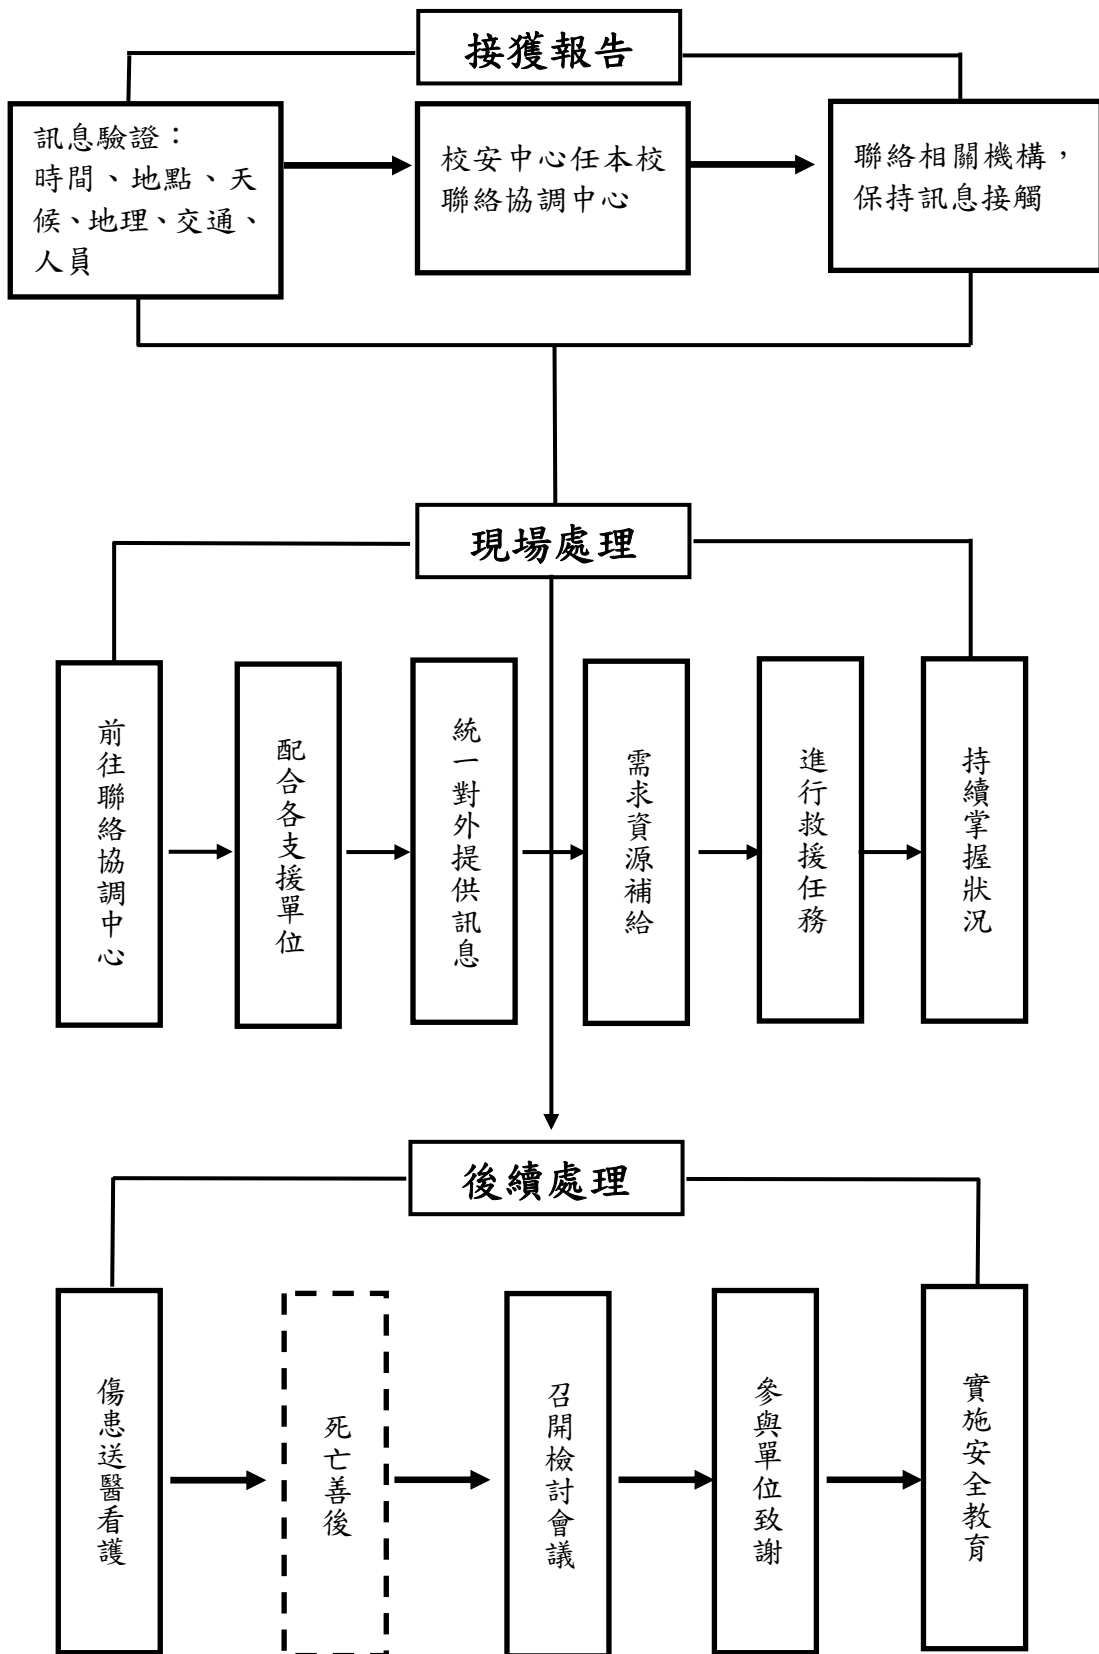 接獲報告
訊息驗證：
時間、地點、天
候、地理、交通、
人員
校安中心任本校
聯絡協調中心
聯絡相關機構，
保持訊息接觸
現場處理
前往聯絡協調中心
配合各支援單位
統一對外提供訊息
需求資源補給
進行救援任務
持續掌握狀況
後續處理
傷患送醫看護
死亡善後
召開檢討會議
參與單位致謝
實施安全教育